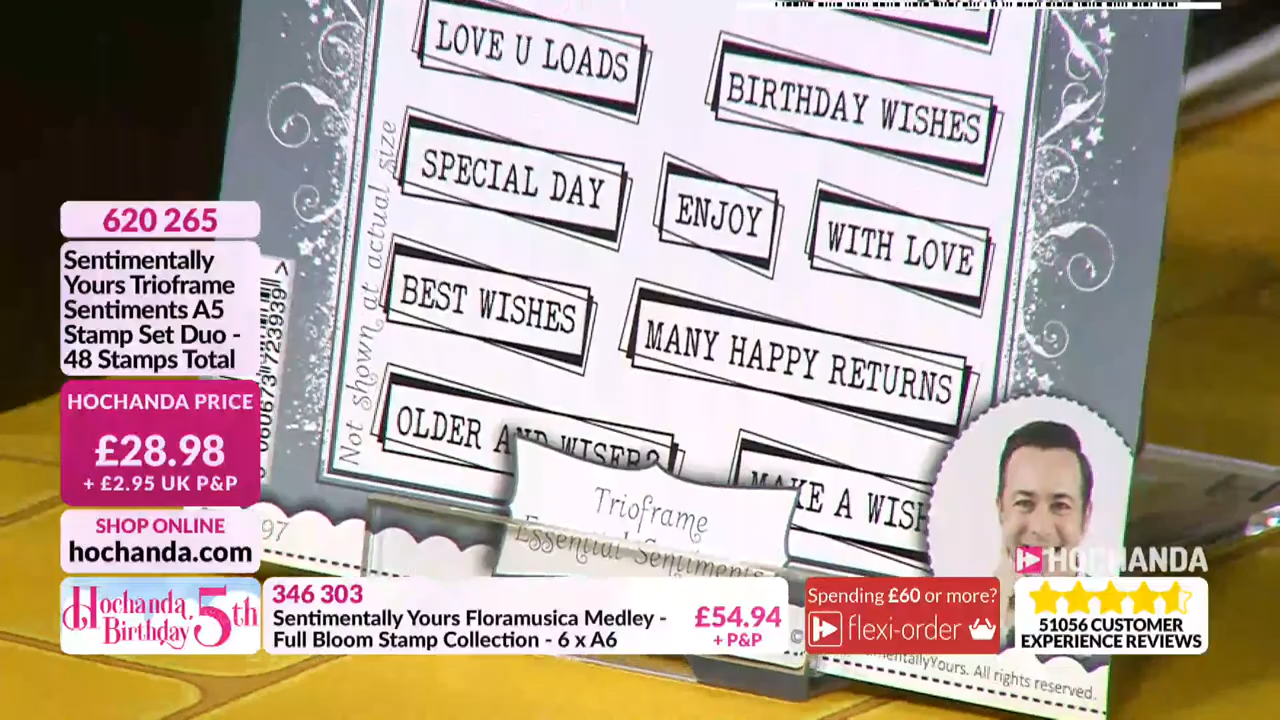 LOVE U LOADS
BIRTHDAY WISHES
SPECIAL DAY
ENJOY
WITH LOVE
BEST WISHES
MANY HAPPY RETURNS
OLDER AND WISER?
MAKE A WISH
Not shown at actual size
Trioframe
Essential Sentiments
97
620 265
Sentimentally
Yours Trioframe
Sentiments A5
Stamp Set Duo -
48 Stamps Total
HOCHANDA PRICE
£28.98
+ £2.95 UK P&P
SHOP ONLINE
hochanda.com
Hochanda
Birthday
5th
346 303
Sentimentally Yours Floramusica Medley -
Full Bloom Stamp Collection - 6 x A6
£54.94
+ P&P
Spending £60 or more?
flexi-order
HOCHANDA
51056 CUSTOMER
EXPERIENCE REVIEWS
All rights reserved.